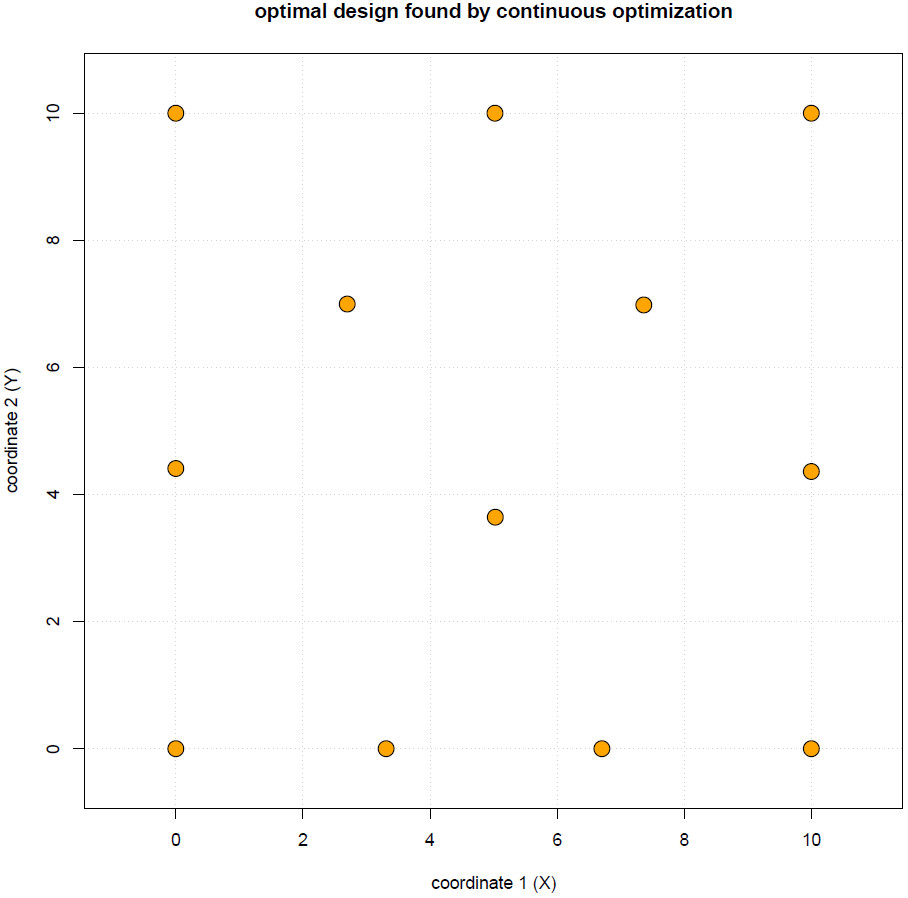 optimal design found by continuous optimization
10
8
6
4
2
0
coordinate 2 (Y)
0 2 4 6 8 10
coordinate 1 (X)